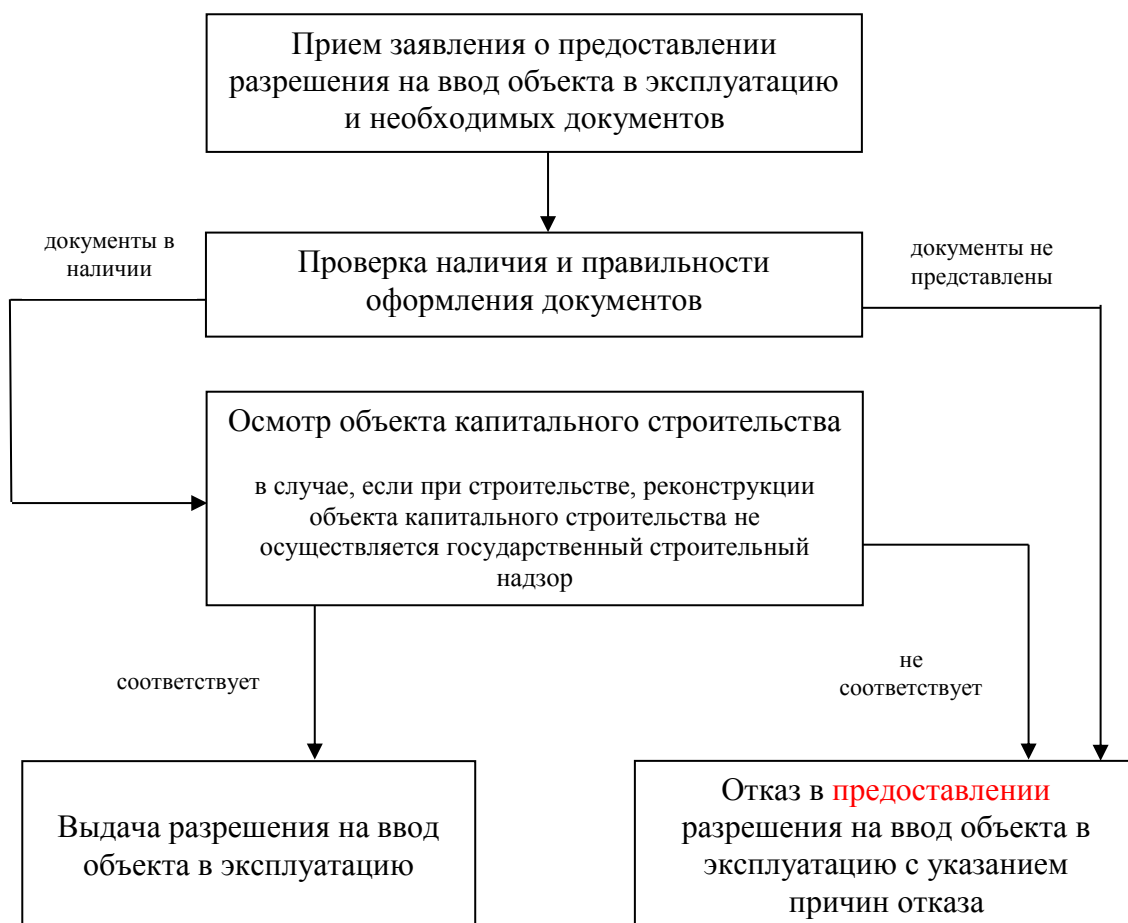 Прием заявления о предоставлении
разрешения на ввод объекта в эксплуатацию
и необходимых документов
документы в
наличии
Проверка наличия и правильности
оформления документов
документы не
представлены
Осмотр объекта капитального строительства
в случае, если при строительстве, реконструкции
объекта капитального строительства не
осуществляется государственный строительный
надзор
соответствует
не
соответствует
Выдача разрешения на ввод
объекта в эксплуатацию
Отказ в предоставлении
разрешения на ввод объекта в
эксплуатацию с указанием
причин отказа